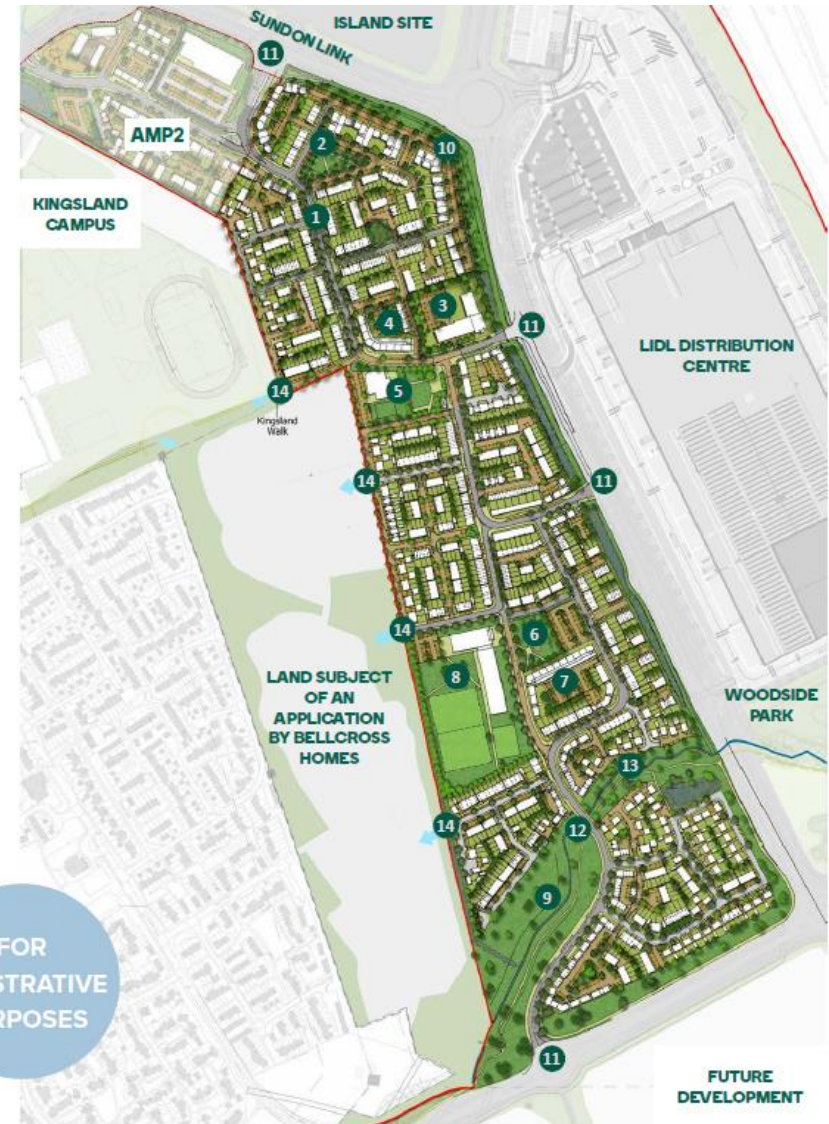 SUNDON LINK
ISLAND SITE
11
AMP2
2
10
KINGSLAND
CAMPUS
1
3
4
11
LIDL DISTRIBUTION
CENTRE
5
14
Kingsland
Walk
14
11
14
6
LAND SUBJECT
OF AN
APPLICATION
BY BELLCROSS
HOMES
8
7
WOODSIDE
PARK
13
14
12
9
FOR
STRATIVE
RPOSES
11
FUTURE
DEVELOPMENT